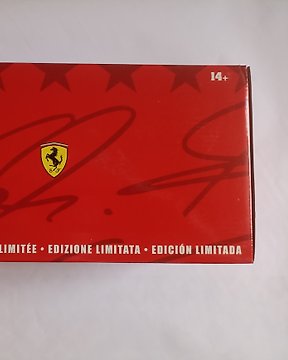 14+
LIMITÉE • EDIZIONE LIMITATA • EDICIÓN LIMITADA